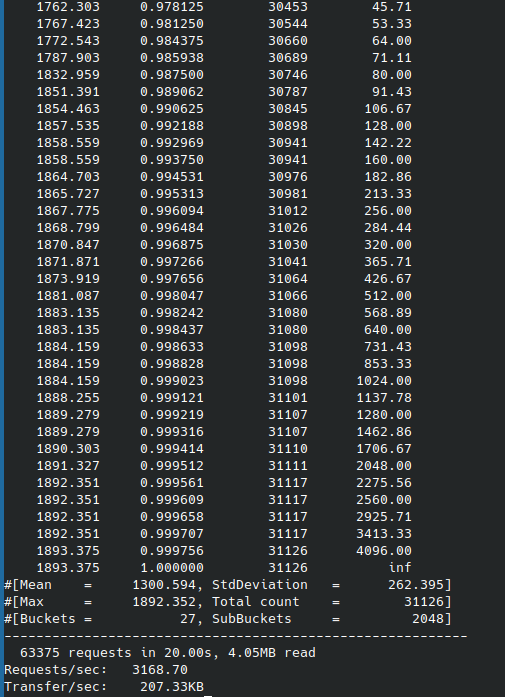 1762.303     0.978125        30453        45.71
1767.423     0.981250        30544        53.33
1772.543     0.984375        30660        64.00
1787.903     0.985938        30689        71.11
1832.959     0.987500        30746        80.00
1851.391     0.989062        30787        91.43
1854.463     0.990625        30845       106.67
1857.535     0.992188        30898       128.00
1858.559     0.992969        30941       142.22
1858.559     0.993750        30941       160.00
1864.703     0.994531        30976       182.86
1865.727     0.995313        30981       213.33
1867.775     0.996094        31012       256.00
1868.799     0.996484        31026       284.44
1870.847     0.996875        31030       320.00
1871.871     0.997266        31041       365.71
1873.919     0.997656        31064       426.67
1881.087     0.998047        31066       512.00
1883.135     0.998242        31080       568.89
1883.135     0.998437        31080       640.00
1884.159     0.998633        31098       731.43
1884.159     0.998828        31098       853.33
1884.159     0.999023        31098      1024.00
1888.255     0.999121        31101      1137.78
1889.279     0.999219        31107      1280.00
1889.279     0.999316        31107      1462.86
1890.303     0.999414        31110      1706.67
1891.327     0.999512        31111      2048.00
1892.351     0.999561        31117      2275.56
1892.351     0.999609        31117      2560.00
1892.351     0.999658        31117      2925.71
1892.351     0.999707        31117      3413.33
1893.375     0.999756        31126      4096.00
1893.375     1.000000        31126          inf
#[Mean    =     1300.594, StdDeviation   =      262.395]
#[Max     =     1892.352, Total count    =        31126]
#[Buckets =           27, SubBuckets     =         2048]
----------------------------------------------------------
  63375 requests in 20.00s, 4.05MB read
Requests/sec:   3168.70
Transfer/sec:    207.33KB